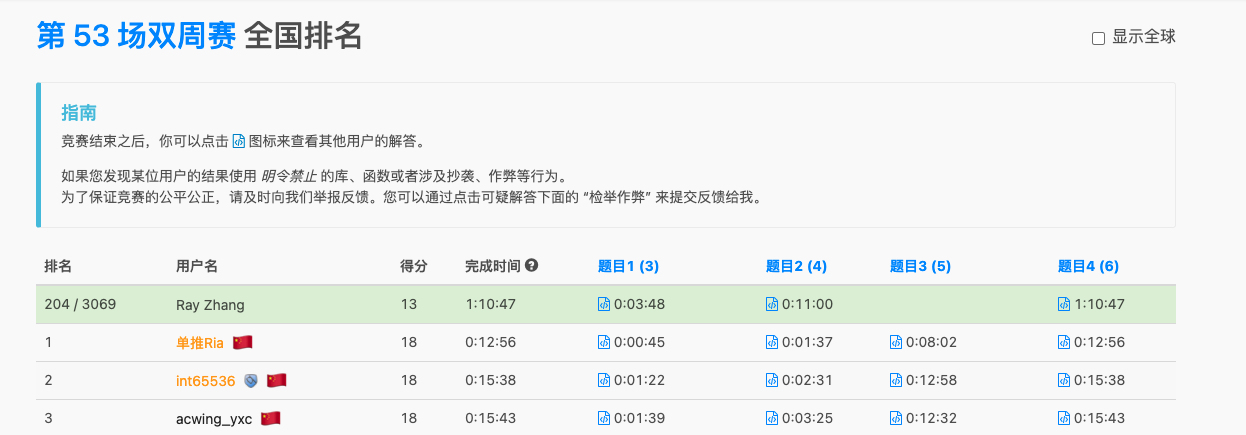 第 53 场双周赛 全国排名
显示全球
指南
竞赛结束之后，你可以点击 图标来查看其他用户的解答。
如果您发现某位用户的结果使用 明令禁止 的库、函数或者涉及抄袭、作弊等行为。
为了保证竞赛的公平公正，请及时向我们举报反馈。您可以通过点击可疑解答下面的 “检举作弊” 来提交反馈给我。
排名 用户名 得分 完成时间 题目1 (3) 题目2 (4) 题目3 (5) 题目4 (6)
204 / 3069 Ray Zhang 13 1:10:47 0:03:48 0:11:00 1:10:47
1 单推Ria 18 0:12:56 0:00:45 0:01:37 0:08:02 0:12:56
2 int65536 18 0:15:38 0:01:22 0:02:31 0:12:58 0:15:38
3 acwing_yxc 18 0:15:43 0:01:39 0:03:25 0:12:32 0:15:43